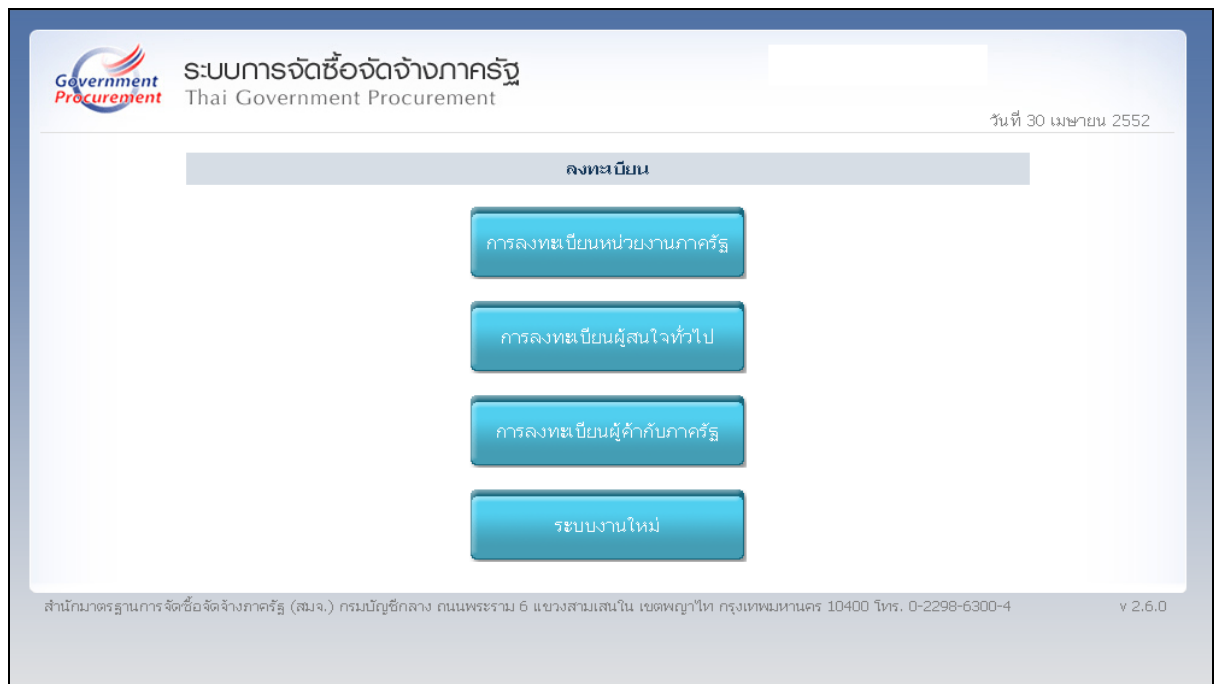 Government
Procurement
ระบบการจัดซื้อจัดจ้างภาครัฐ
Thai Government Procurement
วันที่ 30 เมษายน 2552
ลงทะเบียน
การลงทะเบียนหน่วยงานภาครัฐ
การลงทะเบียนผู้สนใจทั่วไป
การลงทะเบียนผู้ค้ากับภาครัฐ
ระบบงานใหม่
สำนักมาตรฐานการจัดซื้อจัดจ้างภาครัฐ (สมจ.) กรมบัญชีกลาง ถนนพระราม 6 แขวงสามเสนใน เขตพญาไท กรุงเทพมหานคร 10400 โทร. 0-2298-6300-4 v 2.6.0